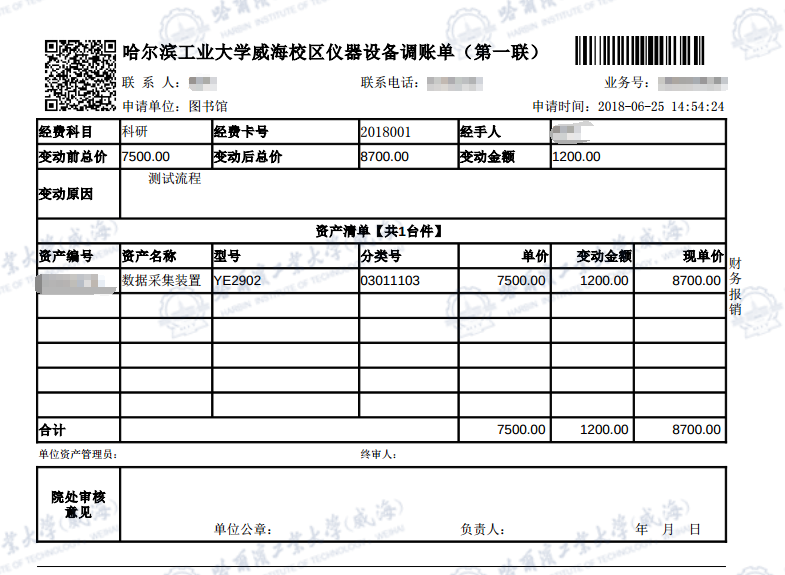 哈尔滨工业大学威海校区仪器设备调账单（第一联）
联 系 人： 联系电话： 业务号：
申请单位：图书馆 申请时间：2018-06-25 14:54:24
经费科目 科研 经费卡号 2018001 经手人
变动前总价 7500.00 变动后总价 8700.00 变动金额 1200.00
变动原因 测试流程
资产清单【共1台件】
资产编号 资产名称 型号 分类号 单价 变动金额 现单价
数据采集装置 YE2902 03011103 7500.00 1200.00 8700.00
财务报销
合计 7500.00 1200.00 8700.00
单位资产管理员： 终审人：
院处审核
意见
单位公章： 负责人： 年 月 日